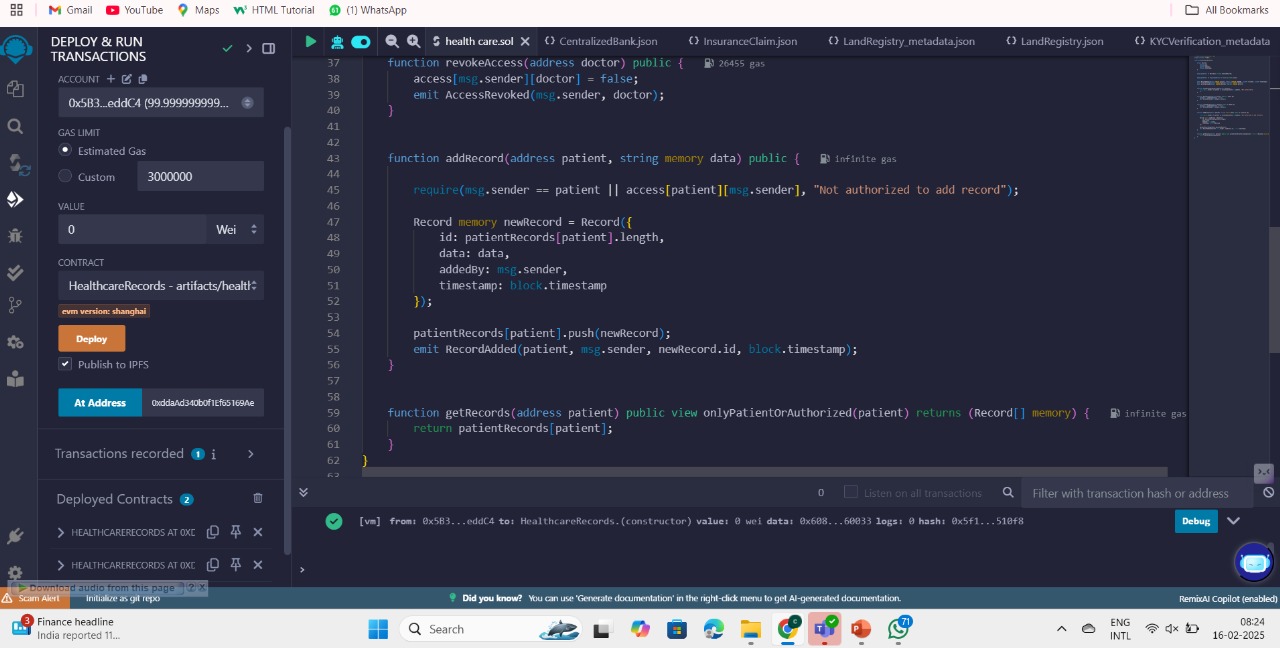 Gmail YouTube Maps HTML Tutorial (1) WhatsApp All Bookmarks
DEPLOY & RUN
TRANSACTIONS
ACCOUNT
0x5B3...eddC4 (99.999999999...
GAS LIMIT
Estimated Gas
Custom 3000000
VALUE
0 Wei
CONTRACT
HealthcareRecords - artifacts/healtl
evm version: shanghai
Deploy
Publish to IPFS
At Address 0xddaAd340b0f1Ef65169Ae
Transactions recorded 1 i
Deployed Contracts 2
HEALTHCARERECORDS AT 0XD
HEALTHCARERECORDS AT 0XD
health care.sol CentralizedBank.json InsuranceClaim.json LandRegistry_metadata.json LandRegistry.json KYCVerification_metadata
37 function revokeAccess(address doctor) public { 26455 gas
38 access[msg.sender][doctor] = false;
39 emit AccessRevoked(msg.sender, doctor);
40 }
41
42
43 function addRecord(address patient, string memory data) public { infinite gas
44
45 require(msg.sender == patient || access[patient][msg.sender], "Not authorized to add record");
46
47 Record memory newRecord = Record({
48 id: patientRecords[patient].length,
49 data: data,
50 addedBy: msg.sender,
51 timestamp: block.timestamp
52 });
53
54 patientRecords[patient].push(newRecord);
55 emit RecordAdded(patient, msg.sender, newRecord.id, block.timestamp);
56 }
57
58
59 function getRecords(address patient) public view onlyPatientOrAuthorized(patient) returns (Record[] memory) { infinite gas
60 return patientRecords[patient];
61 }
62 }
63
0 Listen on all transactions Filter with transaction hash or address
[vm] from: 0x5B3...eddC4 to: HealthcareRecords.(constructor) value: 0 wei data: 0x608...60033 logs: 0 hash: 0x5f1...510f8 Debug
>
Download audio from this page ? X
Scam Alert Initialize as git repo Did you know? You can use 'Generate documentation' in the right-click menu to get AI-generated documentation. RemixAI Copilot (enabled)
3 Finance headline
India reported 11...
Search
71
ENG
INTL
08:24
16-02-2025